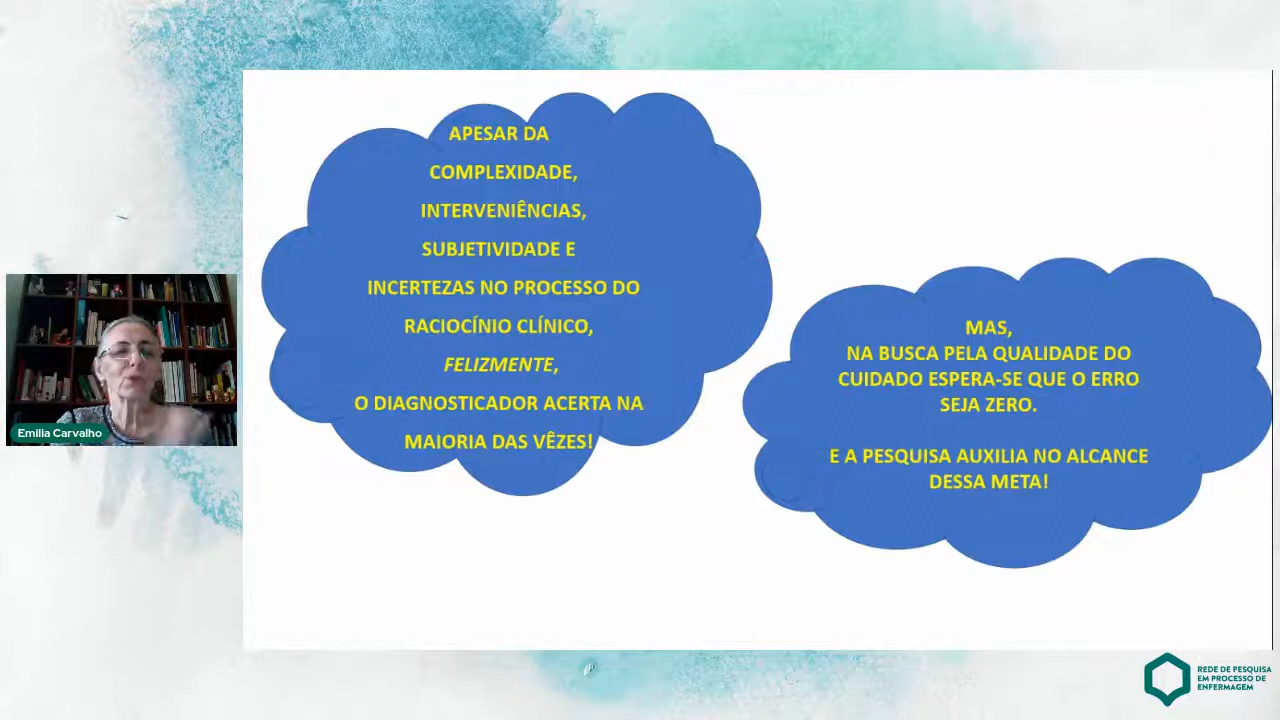 APESAR DA
COMPLEXIDADE,
INTERVENIÊNCIAS,
SUBJETIVIDADE E
INCERTEZAS NO PROCESSO DO
RACIOCÍNIO CLÍNICO,
FELIZMENTE,
O DIAGNOSTICADOR ACERTA NA
MAIORIA DAS VÊZES!
MAS,
NA BUSCA PELA QUALIDADE DO
CUIDADO ESPERA-SE QUE O ERRO
SEJA ZERO.
E A PESQUISA AUXILIA NO ALCANCE
DESSA META!
Emilia Carvalho
REDE DE PESQUISA
EM PROCESSO DE
ENFERMAGEM